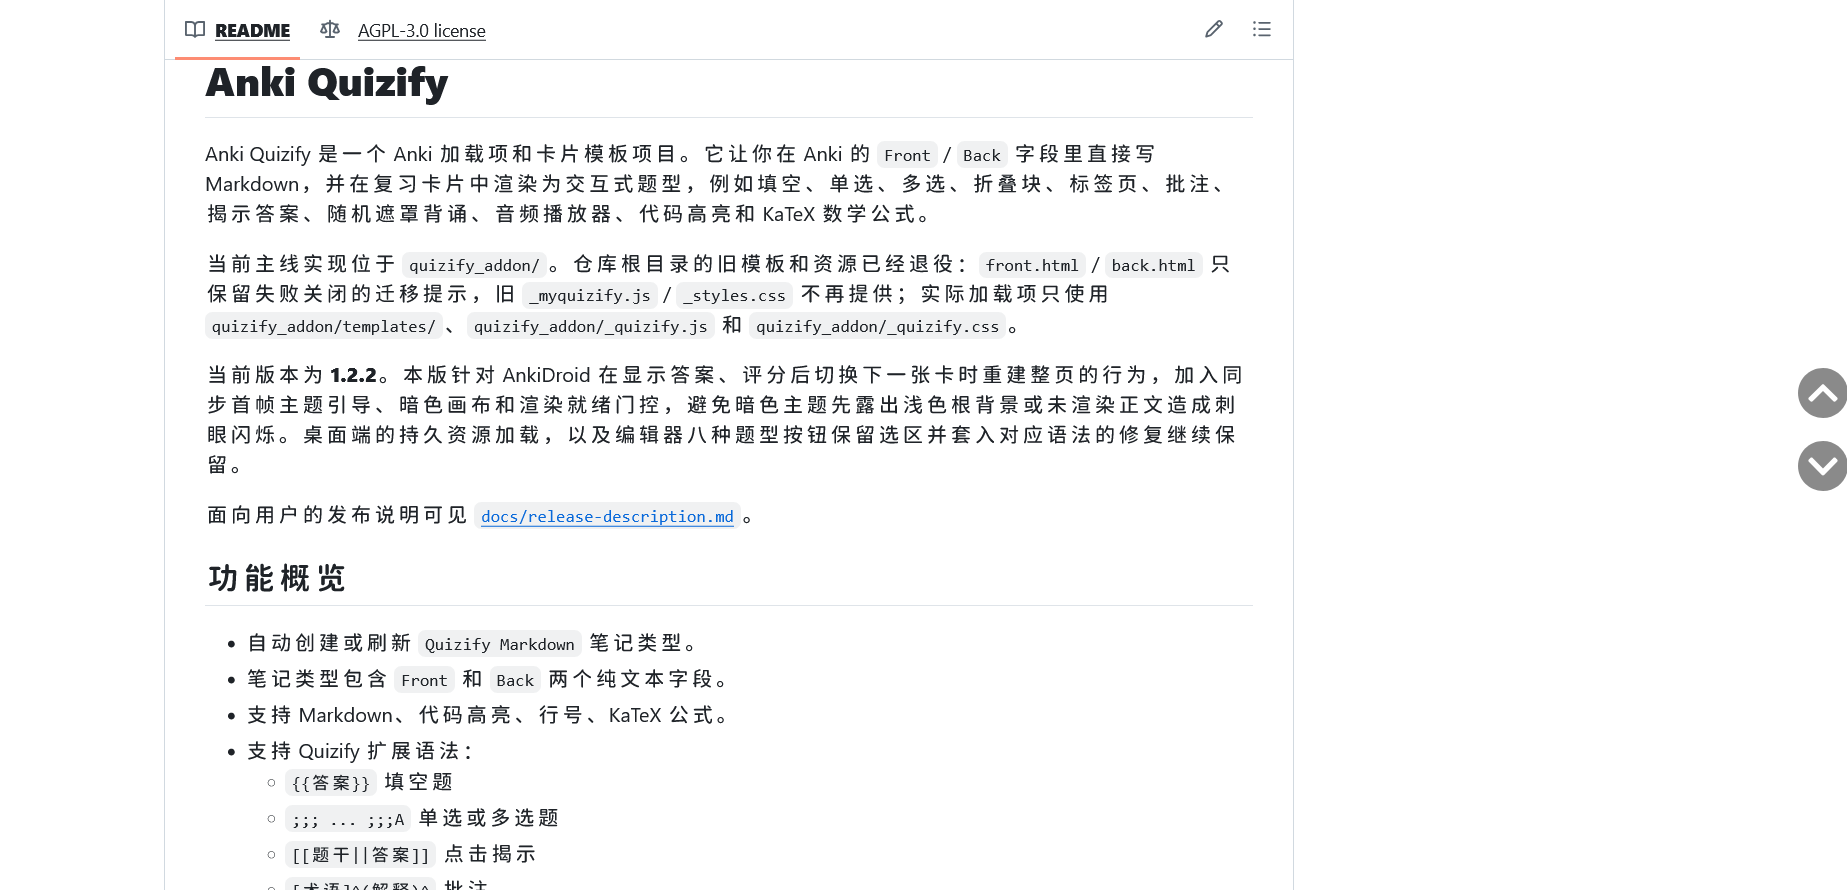 README
AGPL-3.0 license
Anki Quizify
Anki Quizify 是一个 Anki 加载项和卡片模板项目。它让你在 Anki 的 Front / Back 字段里直接写
Markdown，并在复习卡片中渲染为交互式题型，例如填空、单选、多选、折叠块、标签页、批注、
揭示答案、随机遮罩背诵、音频播放器、代码高亮和 KaTeX 数学公式。
当前主线实现位于 quizify_addon/ 。仓库根目录的旧模板和资源已经退役：front.html / back.html 只
保留失败关闭的迁移提示，旧 _myquizify.js / _styles.css 不再提供；实际加载项只使用
quizify_addon/templates/ 、 quizify_addon/_quizify.js 和 quizify_addon/_quizify.css 。
当前版本为 1.2.2。本版针对 AnkiDroid 在显示答案、评分后切换下一张卡时重建整页的行为，加入同
步首帧主题引导、暗色画布和渲染就绪门控，避免暗色主题先露出浅色根背景或未渲染正文造成刺
眼闪烁。桌面端的持久资源加载，以及编辑器八种题型按钮保留选区并套入对应语法的修复继续保
留。
面向用户的发布说明可见 docs/release-description.md 。
功能概览
• 自动创建或刷新 Quizify Markdown 笔记类型。
• 笔记类型包含 Front 和 Back 两个纯文本字段。
• 支持 Markdown、代码高亮、行号、KaTeX 公式。
• 支持 Quizify 扩展语法：
◦ {{答案}} 填空题
◦ ;;; ... ;;;A 单选或多选题
◦ [[题干||答案]] 点击揭示
◦ [术语]^(解释)^ 批注